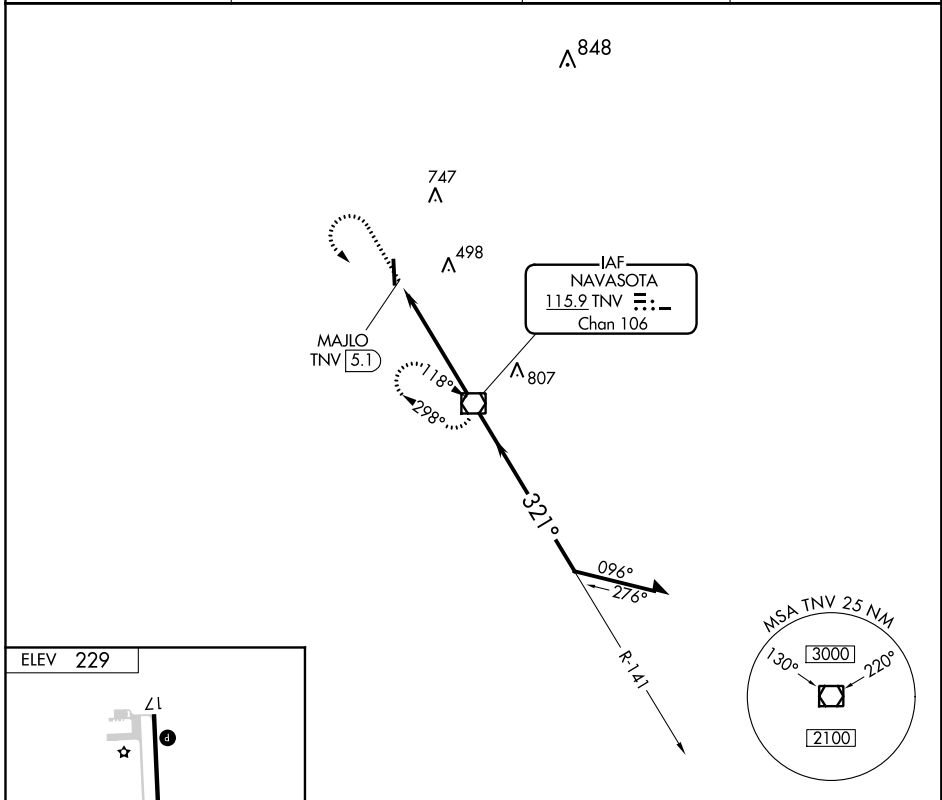 848
747
498
IAF
NAVASOTA
115.9 TNV
Chan 106
MAJLO
TNV 5.1
807
118°
298°
321°
096°
276°
R-141
MSA TNV 25 NM
130°
3000
220°
2100
ELEV 229
17
P